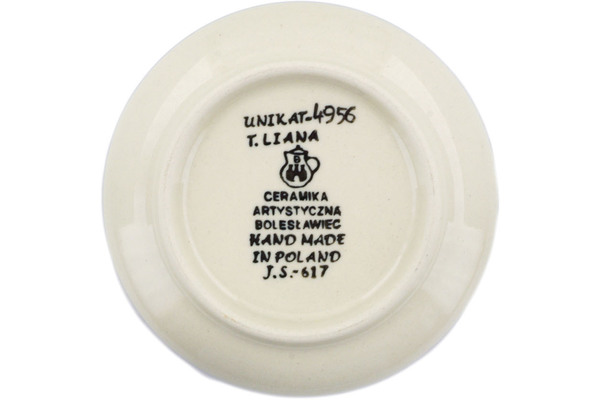 UNIKAT-4956
T. LIANA
B
CERAMIKA
ARTYSTYCZNA
BOLESŁAWIEC
HAND MADE
IN POLAND
J.S.-617